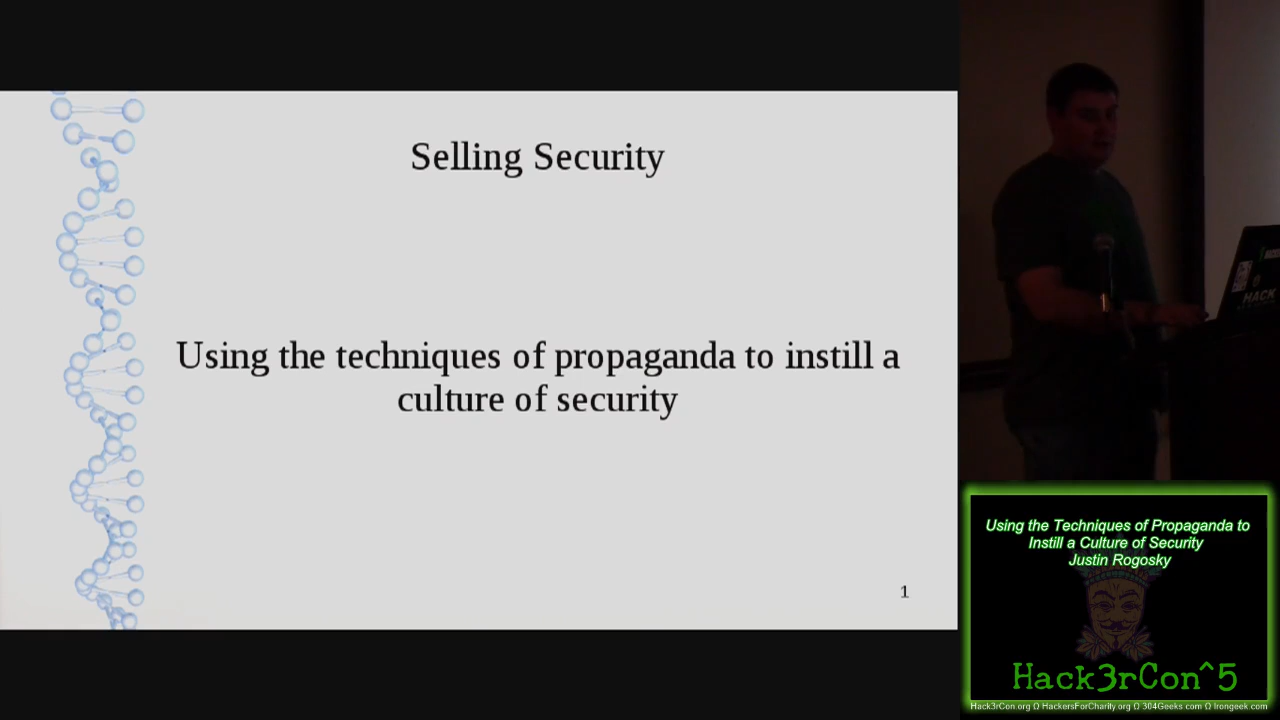 Selling Security
Using the techniques of propaganda to instill a
culture of security
1
HACK
Using the Techniques of Propaganda to
Instill a Culture of Security
Justin Rogosky
Hack3rCon^5
Hack3rCon.org Ω HackersForCharity.org Ω 304Geeks.com Ω Irongeek.com